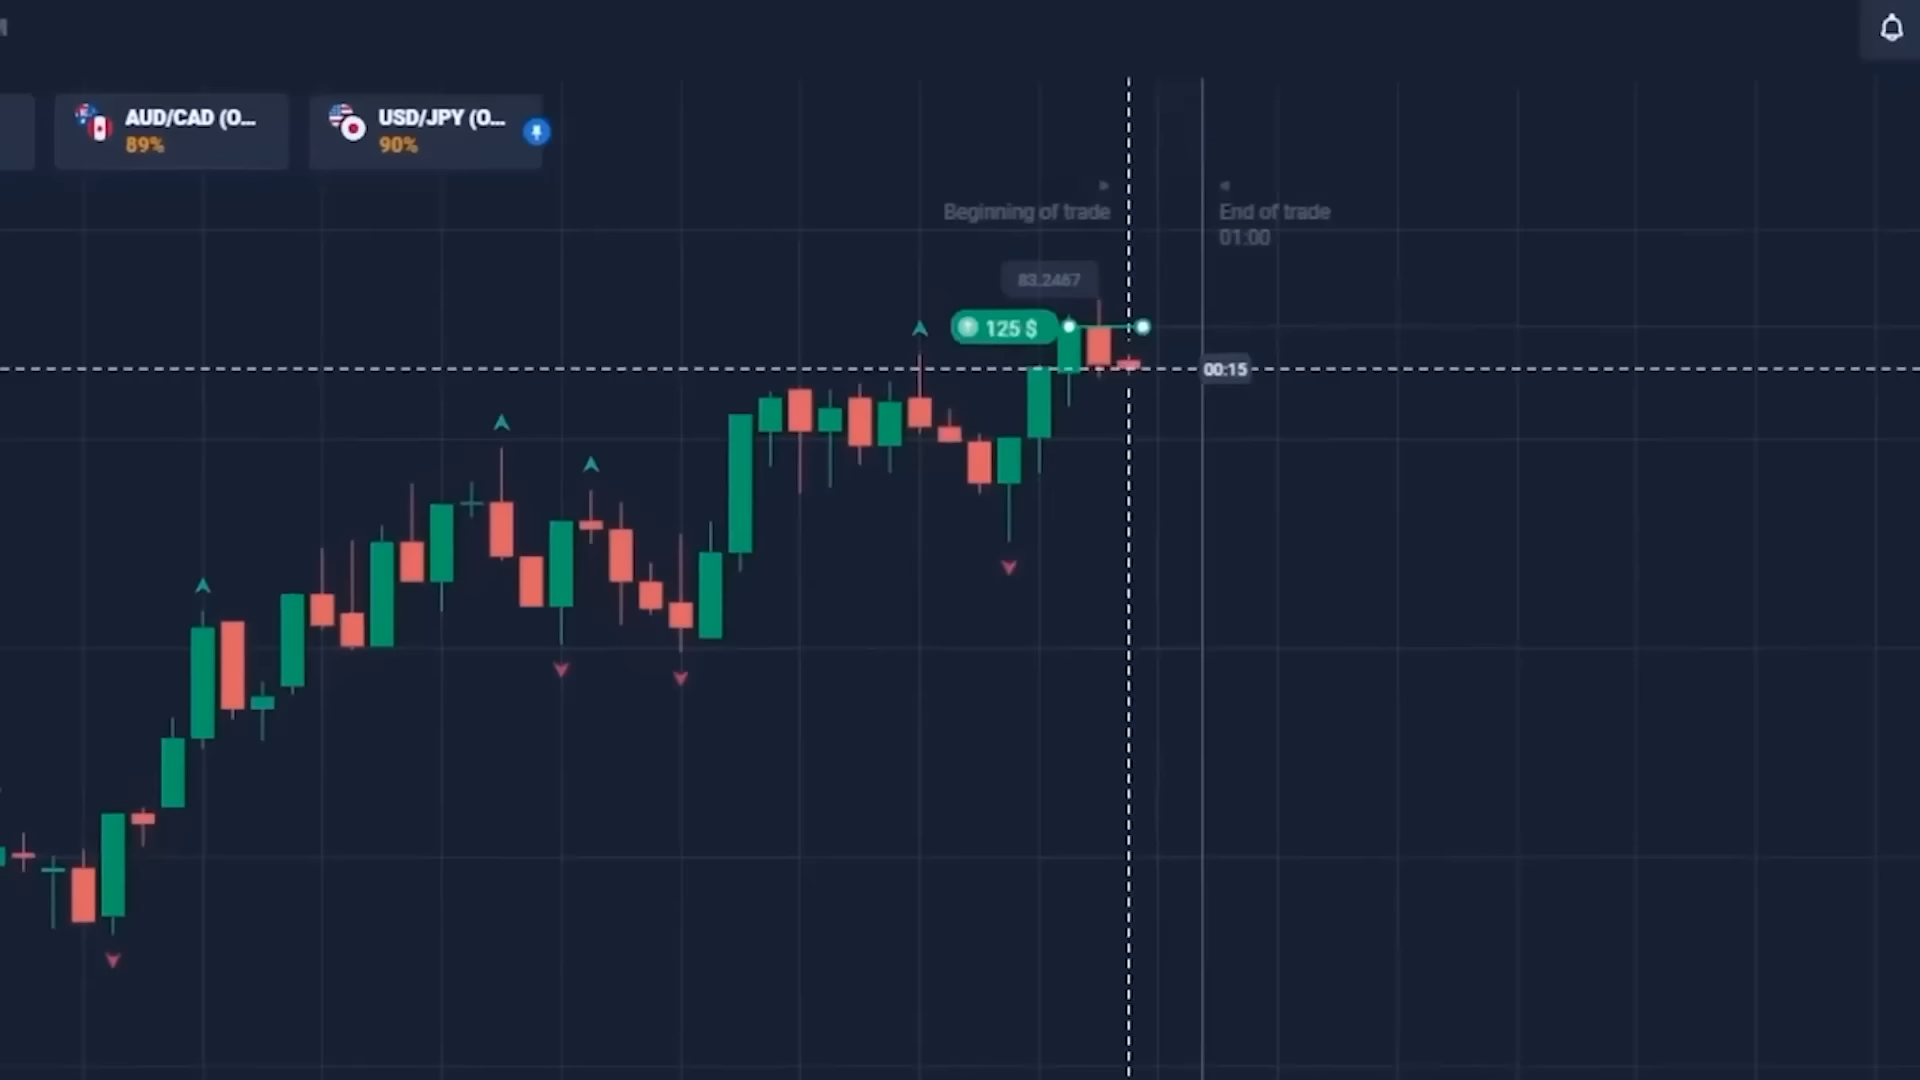 AUD/CAD (O...
89%
USD/JPY (O...
90%
Beginning of trade
End of trade
01:00
83.2467
125 $
00:15